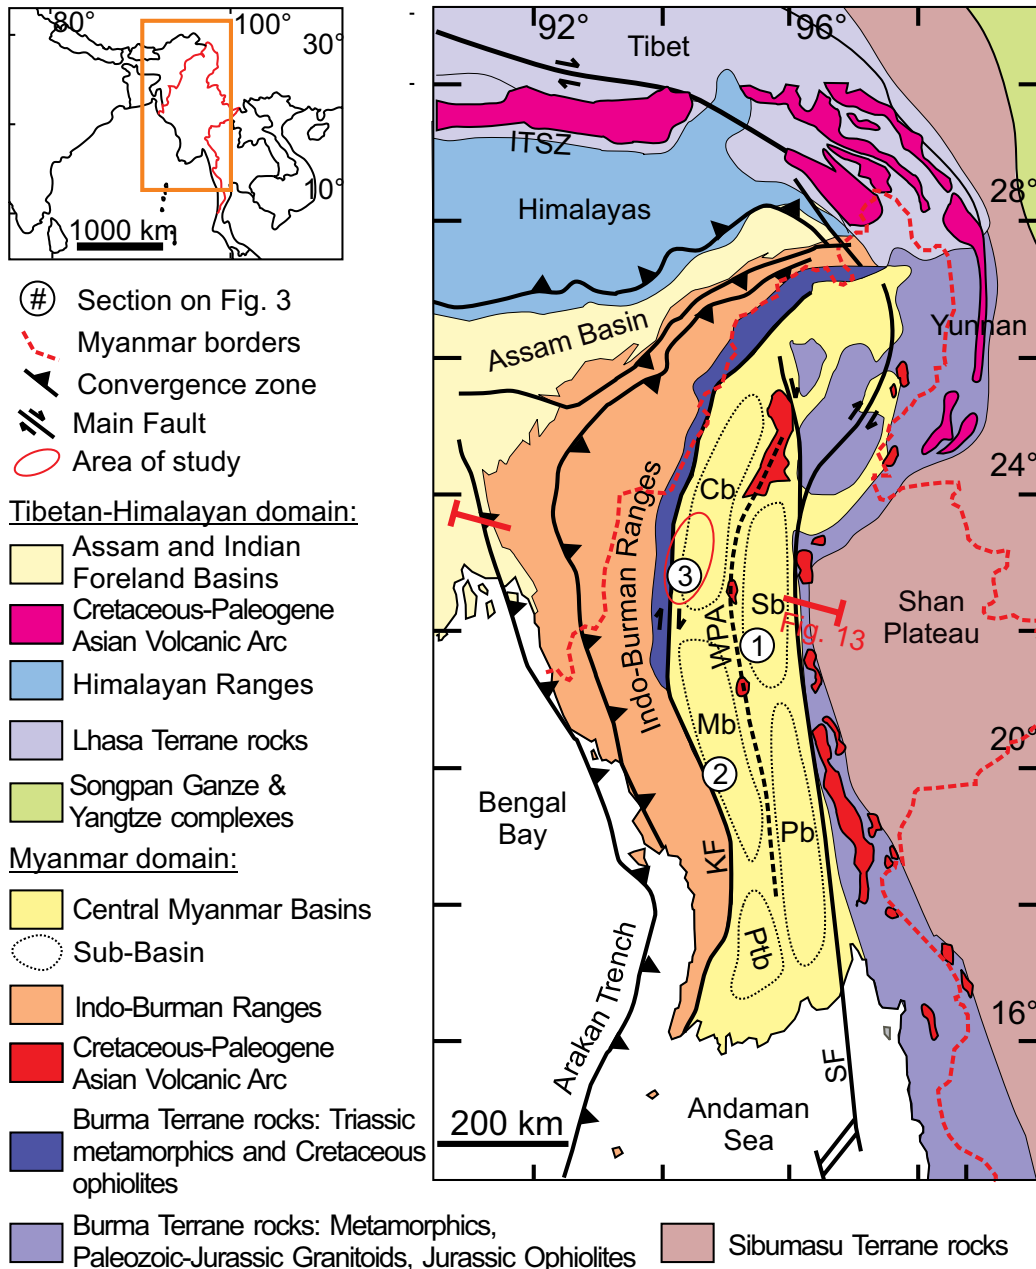 80°
100°
30°
10°
1000 km
# Section on Fig. 3
Myanmar borders
Convergence zone
Main Fault
Area of study
Tibetan-Himalayan domain:
Assam and Indian
Foreland Basins
Cretaceous-Paleogene
Asian Volcanic Arc
Himalayan Ranges
Lhasa Terrane rocks
Songpan Ganze &
Yangtze complexes
Myanmar domain:
Central Myanmar Basins
Sub-Basin
Indo-Burman Ranges
Cretaceous-Paleogene
Asian Volcanic Arc
Burma Terrane rocks: Triassic
metamorphics and Cretaceous
ophiolites
Burma Terrane rocks: Metamorphics,
Paleozoic-Jurassic Granitoids, Jurassic Ophiolites
Sibumasu Terrane rocks
92°
96°
Tibet
ITSZ
Himalayas
28°
Assam Basin
Yunnan
24°
Cb
Indo-Burman Ranges
3
WPA
Sb
1
Fig. 13
Shan
Plateau
Mb
2
20°
Bengal
Bay
KF
Pb
Ptb
Arakan Trench
16°
SF
Andaman
Sea
200 km